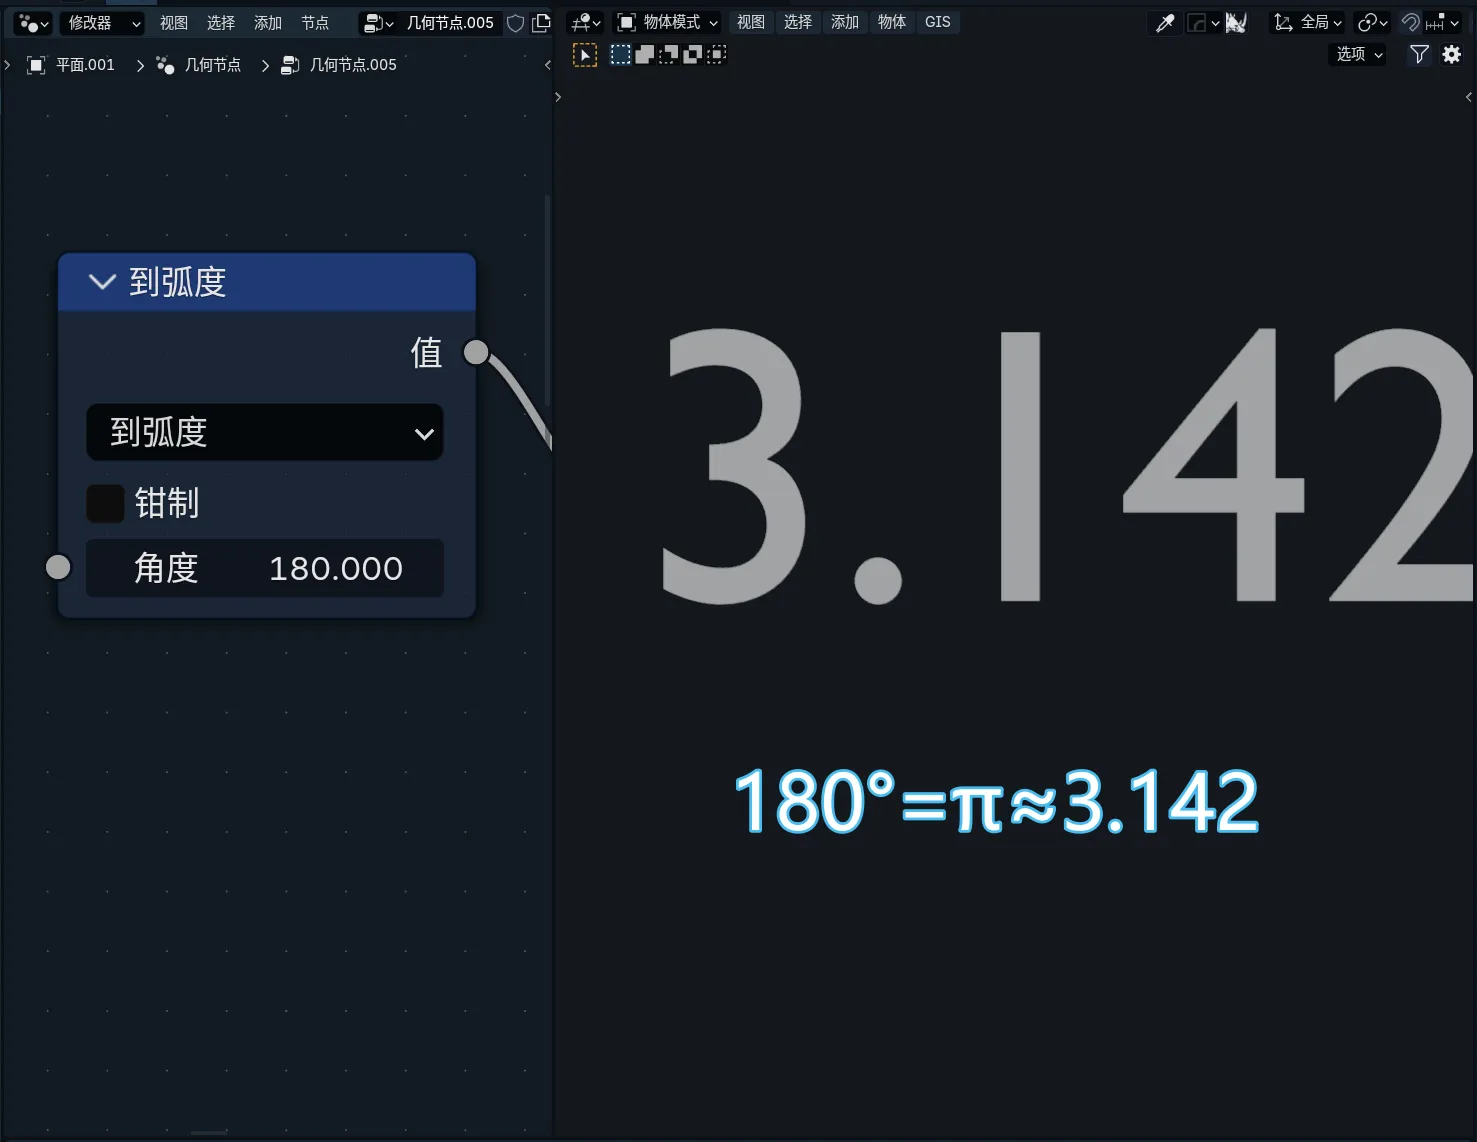 修改器 视图 选择 添加 节点 几何节点.005
平面.001 几何节点 几何节点.005
物体模式 视图 选择 添加 物体 GIS 全局
选项
到弧度
值
到弧度
钳制
角度 180.000
3.142
180°=π≈3.142